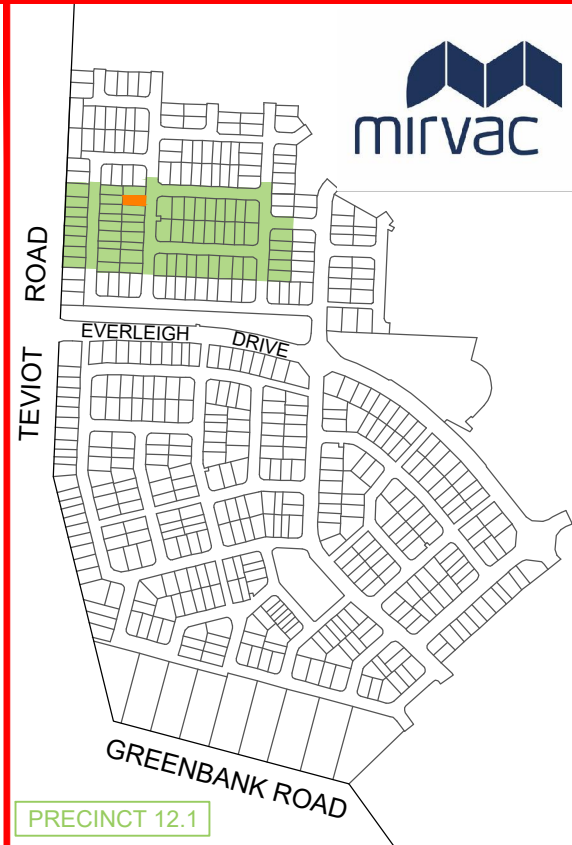 mirvac
TEVIOT ROAD
EVERLEIGH DRIVE
GREENBANK ROAD
PRECINCT 12.1